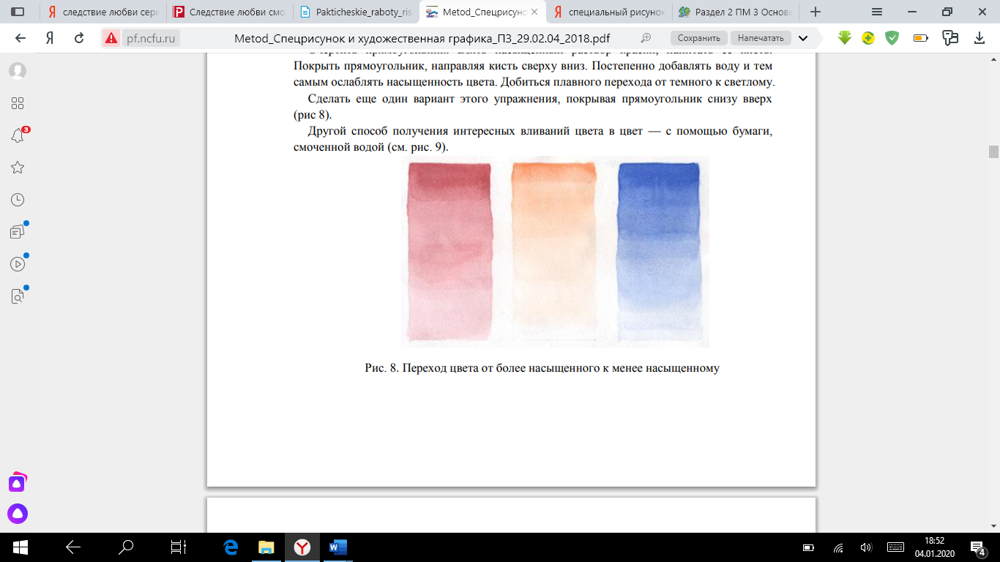 следствие любви сери
Следствие любви смо
Pakticheskie_raboty_ris
Metod_Спецрисуно
специальный рисунок
Раздел 2 ПМ 3 Основы
Я
pf.ncfu.ru
Metod_Спецрисунок и художественная графика_ПЗ_29.02.04_2018.pdf
Сохранить
Напечатать
3
Покрыть прямоугольник, направляя кисть сверху вниз. Постепенно добавлять воду и тем
самым ослаблять насыщенность цвета. Добиться плавного перехода от темного к светлому.
Сделать еще один вариант этого упражнения, покрывая прямоугольник снизу вверх
(рис 8).
Другой способ получения интересных вливаний цвета в цвет — с помощью бумаги,
смоченной водой (см. рис. 9).
Рис. 8. Переход цвета от более насыщенного к менее насыщенному
18:52
04.01.2020
4